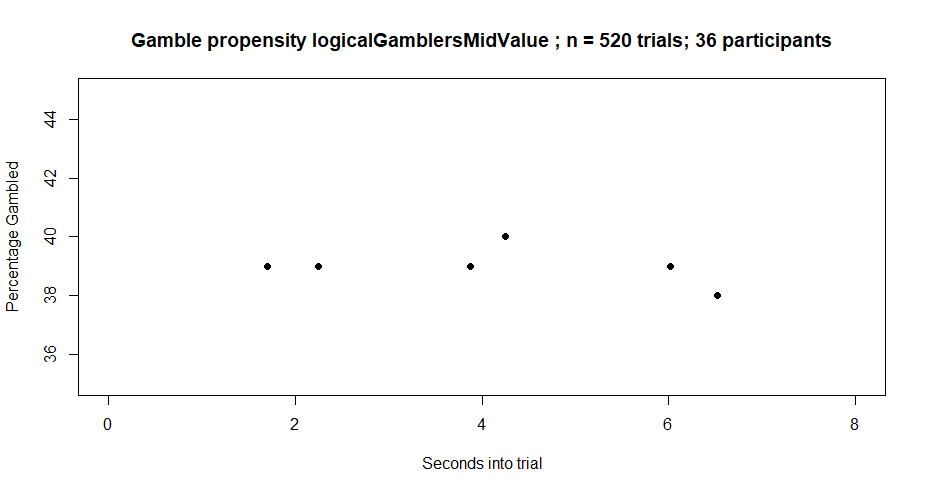 Gamble propensity logicalGamblersMidValue ; n = 520 trials; 36 participants
Percentage Gambled
44
42
40
38
36
0 2 4 6 8
Seconds into trial